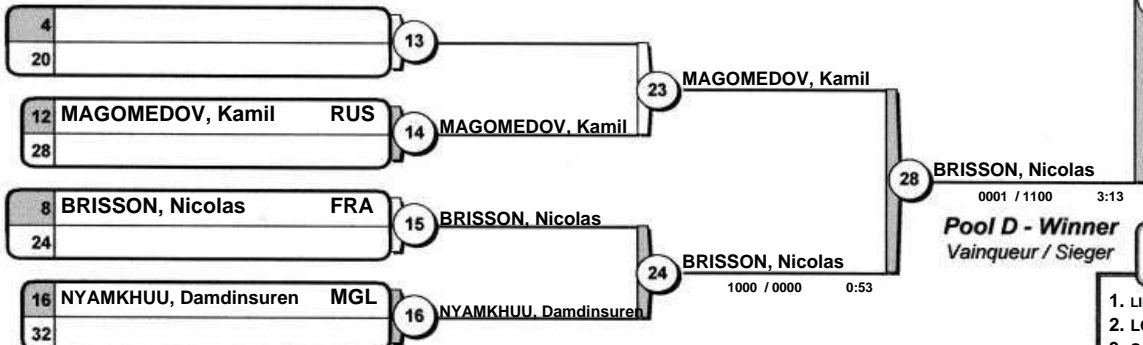 4
13
20
MAGOMEDOV, Kamil
23
12 MAGOMEDOV, Kamil RUS
14 MAGOMEDOV, Kamil
28
BRISSON, Nicolas
28
0001 / 1100 3:13
8 BRISSON, Nicolas FRA
15 BRISSON, Nicolas
24
Pool D - Winner
Vainqueur / Sieger
BRISSON, Nicolas
24
1000 / 0000 0:53
16 NYAMKHUU, Damdinsuren MGL
16 NYAMKHUU, Damdinsuren
32
1.
2.